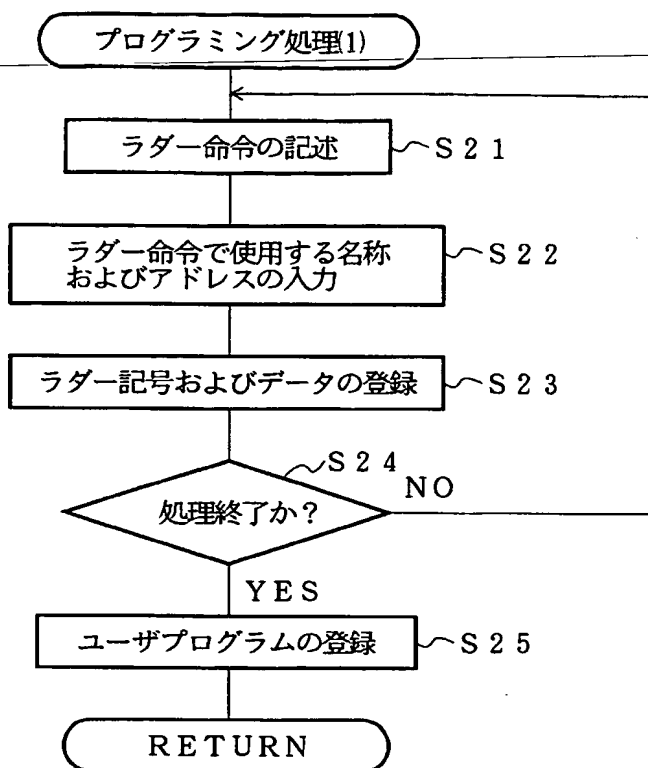 プログラミング処理(1)
ラダー命令の記述
S21
ラダー命令で使用する名称
およびアドレスの入力
S22
ラダー記号およびデータの登録
S23
S24
処理終了か?
NO
YES
ユーザプログラムの登録
S25
RETURN